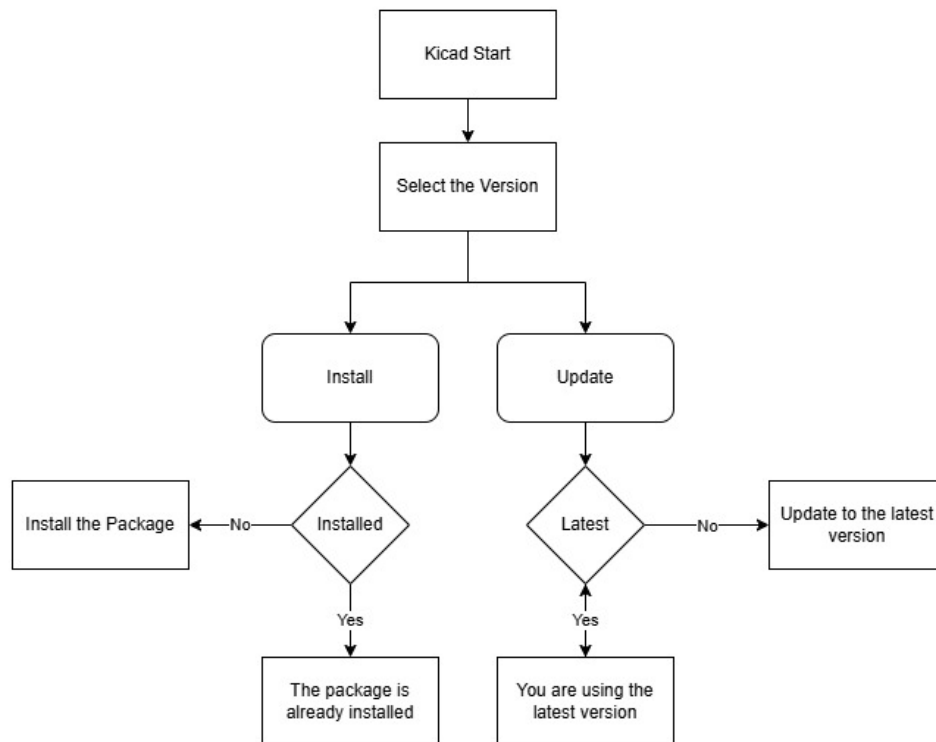 Kicad Start
Select the Version
Install
Update
Install the Package
No
Installed
Latest
No
Update to the latest
version
Yes
Yes
The package is
already installed
You are using the
latest version